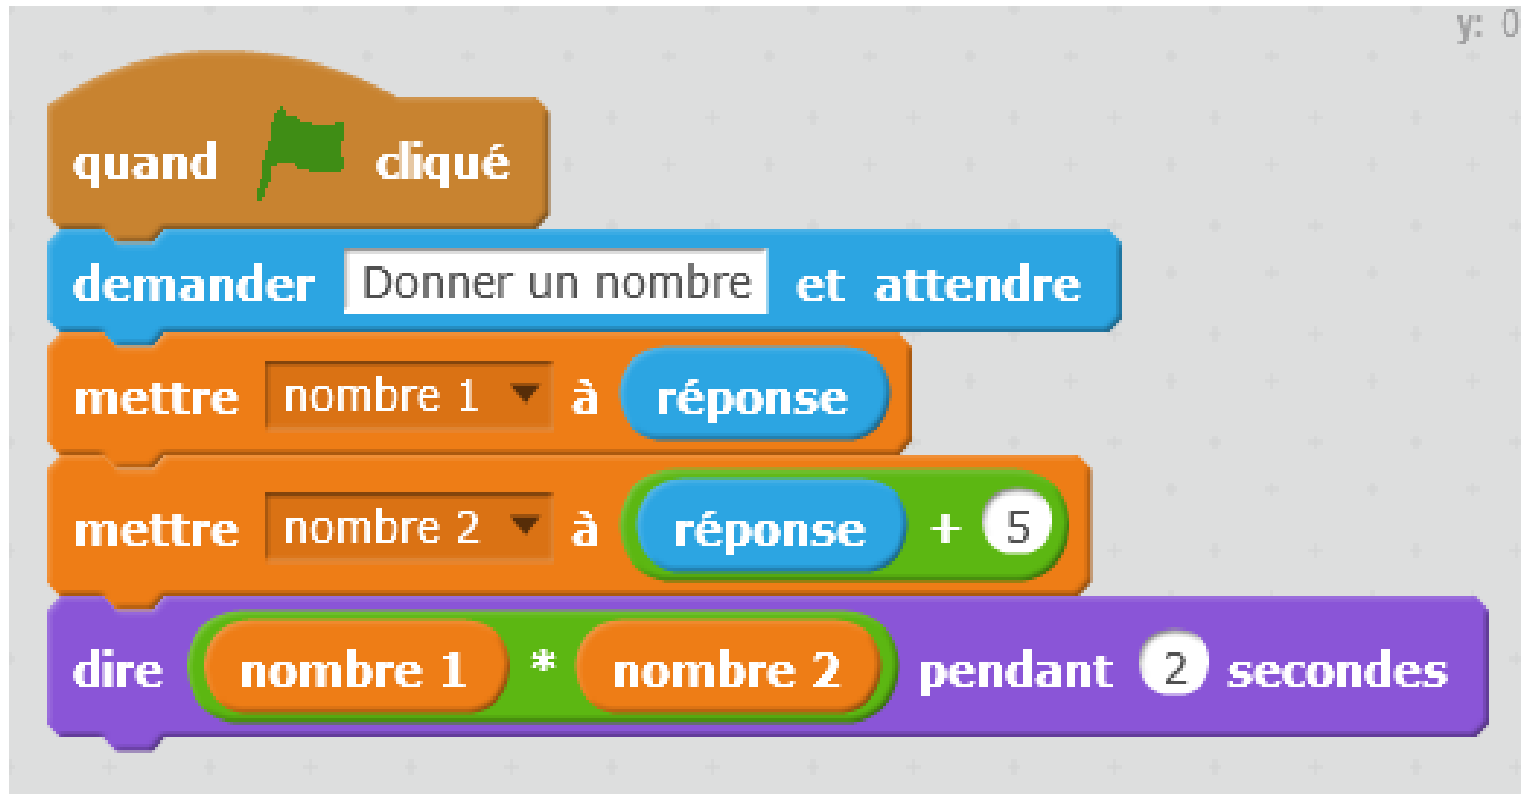 y: 0
quand cliqué
demander Donner un nombre et attendre
mettre nombre 1 à réponse
mettre nombre 2 à réponse + 5
dire nombre 1 * nombre 2 pendant 2 secondes